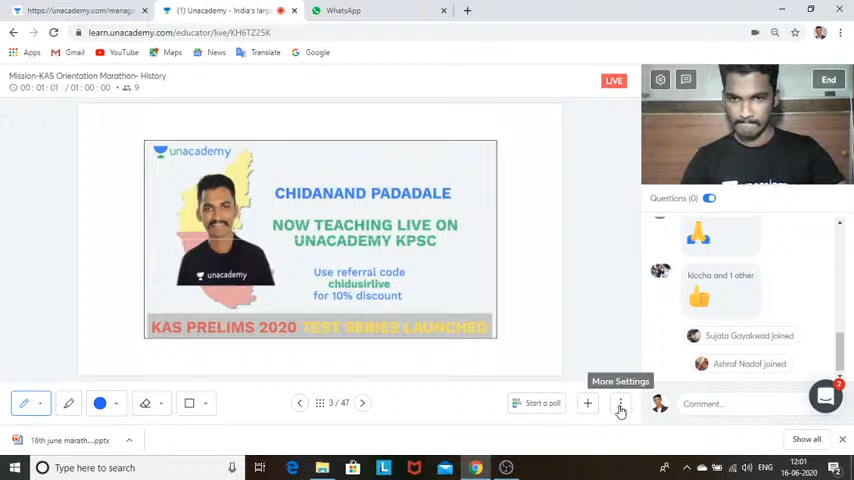 https://unacademy.com/manag
(1) Unacademy - India's larg
WhatsApp
learn.unacademy.com/educator/live/KH6TZ25K
Apps
Gmail
YouTube
Maps
News
Translate
Google
Mission-KAS Orientation Marathon- History
00 : 01 : 01 / 01 : 00 : 00 • 9
LIVE
End
unacademy
CHIDANAND PADADALE
NOW TEACHING LIVE ON
UNACADEMY KPSC
Use referral code
chidusirlive
for 10% discount
unacademy
KAS PRELIMS 2020 TEST SERIES LAUNCHED
unacademy
Questions (0)
klccha and 1 other
Sujata Gayakwad joined
Ashraf Nadaf joined
More Settings
3 / 47
Start a poll
Comment...
2
16th june marath....pptx
Show all
Type here to search
ENG
12:01
16-06-2020
2